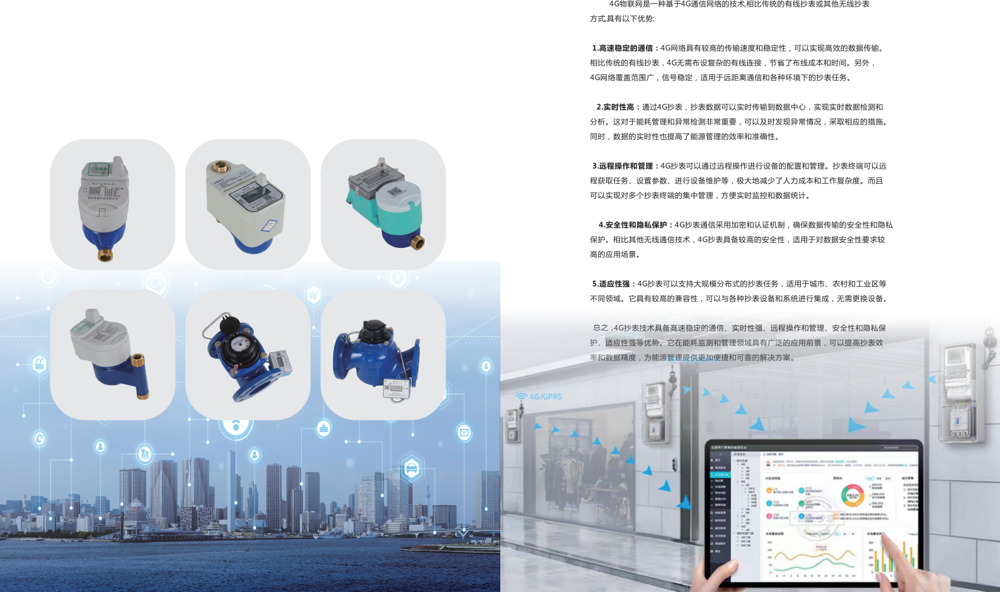 4G物联网是一种基于4G通信网络的技术,相比传统的有线抄表或其他无线抄表
方式,具有以下优势:
1.高速稳定的通信：4G网络具有较高的传输速度和稳定性，可以实现高效的数据传输。
相比传统的有线抄表，4G无需布设复杂的有线连接，节省了布线成本和时间。另外，
4G网络覆盖范围广，信号稳定，适用于远距离通信和各种环境下的抄表任务。
2.实时性高：通过4G抄表，抄表数据可以实时传输到数据中心，实现实时数据检测和
分析。这对于能耗管理和异常检测非常重要，可以及时发现异常情况，采取相应的措施。
同时，数据的实时性也提高了能源管理的效率和准确性。
3.远程操作和管理：4G抄表可以通过远程操作进行设备的配置和管理。抄表终端可以远
程获取任务、设置参数、进行设备维护等，极大地减少了人力成本和工作复杂度。而且
可以实现对多个抄表终端的集中管理，方便实时监控和数据统计。
4.安全性和隐私保护：4G抄表通信采用加密和认证机制，确保数据传输的安全性和隐私
保护。相比其他无线通信技术，4G抄表具备较高的安全性，适用于对数据安全性要求较
高的应用场景。
5.适应性强：4G抄表可以支持大规模分布式的抄表任务，适用于城市、农村和工业区等
不同领域。它具有较高的兼容性，可以与各种抄表设备和系统进行集成，无需更换设备。
总之,4G抄表技术具备高速稳定的通信、实时性强、远程操作和管理、安全性和隐私保
护、适应性强等优势。它在能耗监测和管理领域具有广泛的应用前景，可以提高抄表效
率和数据精度，为能源管理提供更加便捷和可靠的解决方案。
4G/GPRS